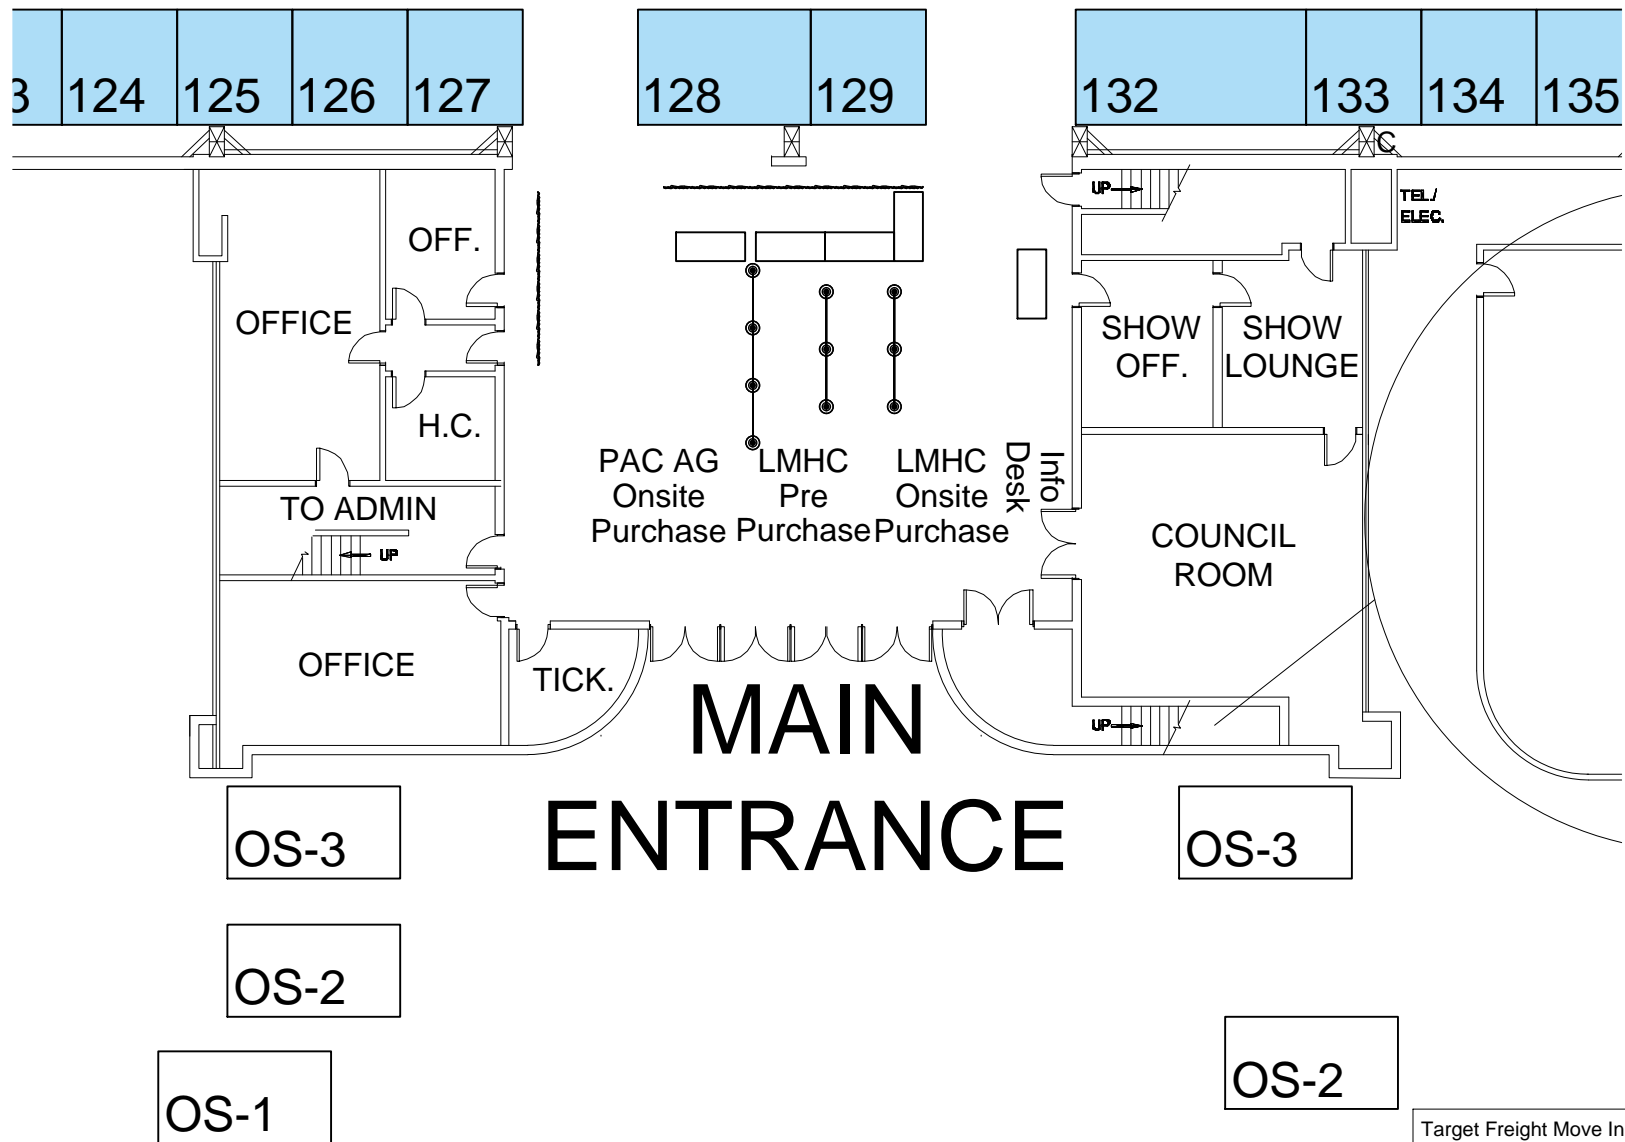 3
124
125
126
127
128
129
132
133
134
135
C
UP
TEL./
ELEC.
OFF.
OFFICE
SHOW
OFF.
SHOW
LOUNGE
H.C.
PAC AG
Onsite
Purchase
LMHC
Pre
Purchase
LMHC
Onsite
Purchase
Info
Desk
TO ADMIN
UP
COUNCIL
ROOM
OFFICE
TICK.
MAIN
ENTRANCE
UP
OS-3
OS-3
OS-2
OS-2
OS-1
Target Freight Move In